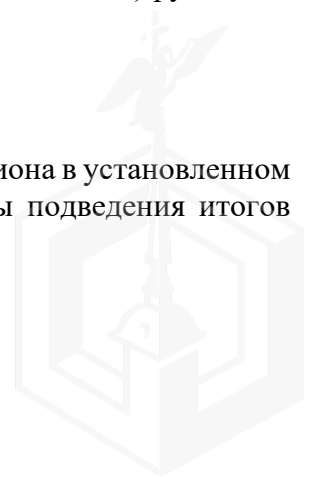 иона в установленном
ы подведения итогов